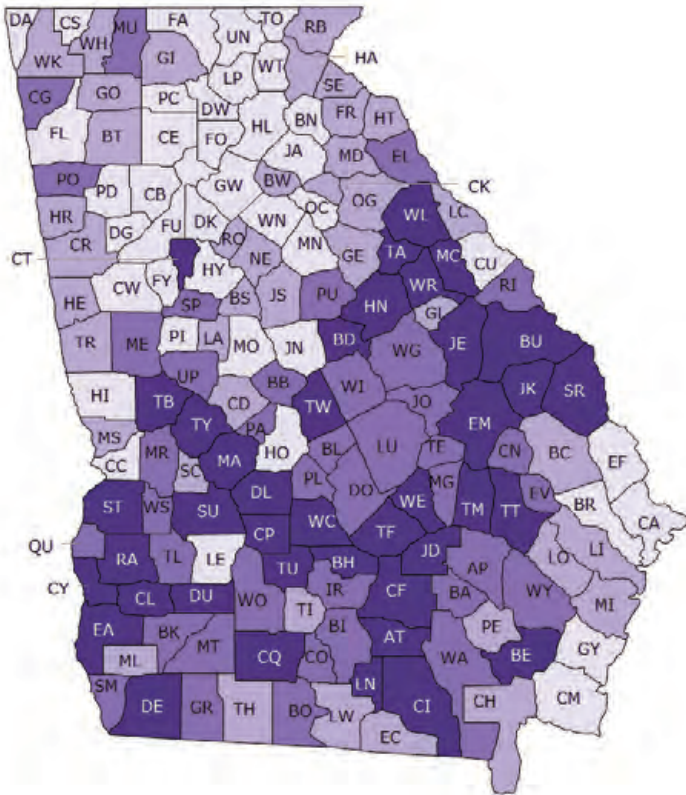 DA CS FA TO RB
MU UN
WH GI WT HA
WK LP SE
CG GO PC DW FR HT
FL BT CE FO HL BN
JA MD EL
PO PD CB GW BW CK
OG
HR DG DK OC WL LC
FU WN
CR RO MN
CT NE GE TA MC CU
HY
CW FY WR RI
HE SP BS JS PU HN
GL
TR ME PI LA MO JN BD WG JE BU
UP
HI BB WI JK SR
TB CD TW JO
TY PA EM
MS LU
MR HO BL TE CN BC
CC SC MA EF
PL MG
ST DL DO WE EV
WS SU TM TT BR CA
WC
CP TF
QU JD LI
RA TL LE TU BH LO
AP
CY CL DU WO IR CF BA WY MI
TI
EA BK BI AT PE
MT GY
ML CQ CO WA BE
SM LN
DE GR TH BO CI CH CM
LW
EC